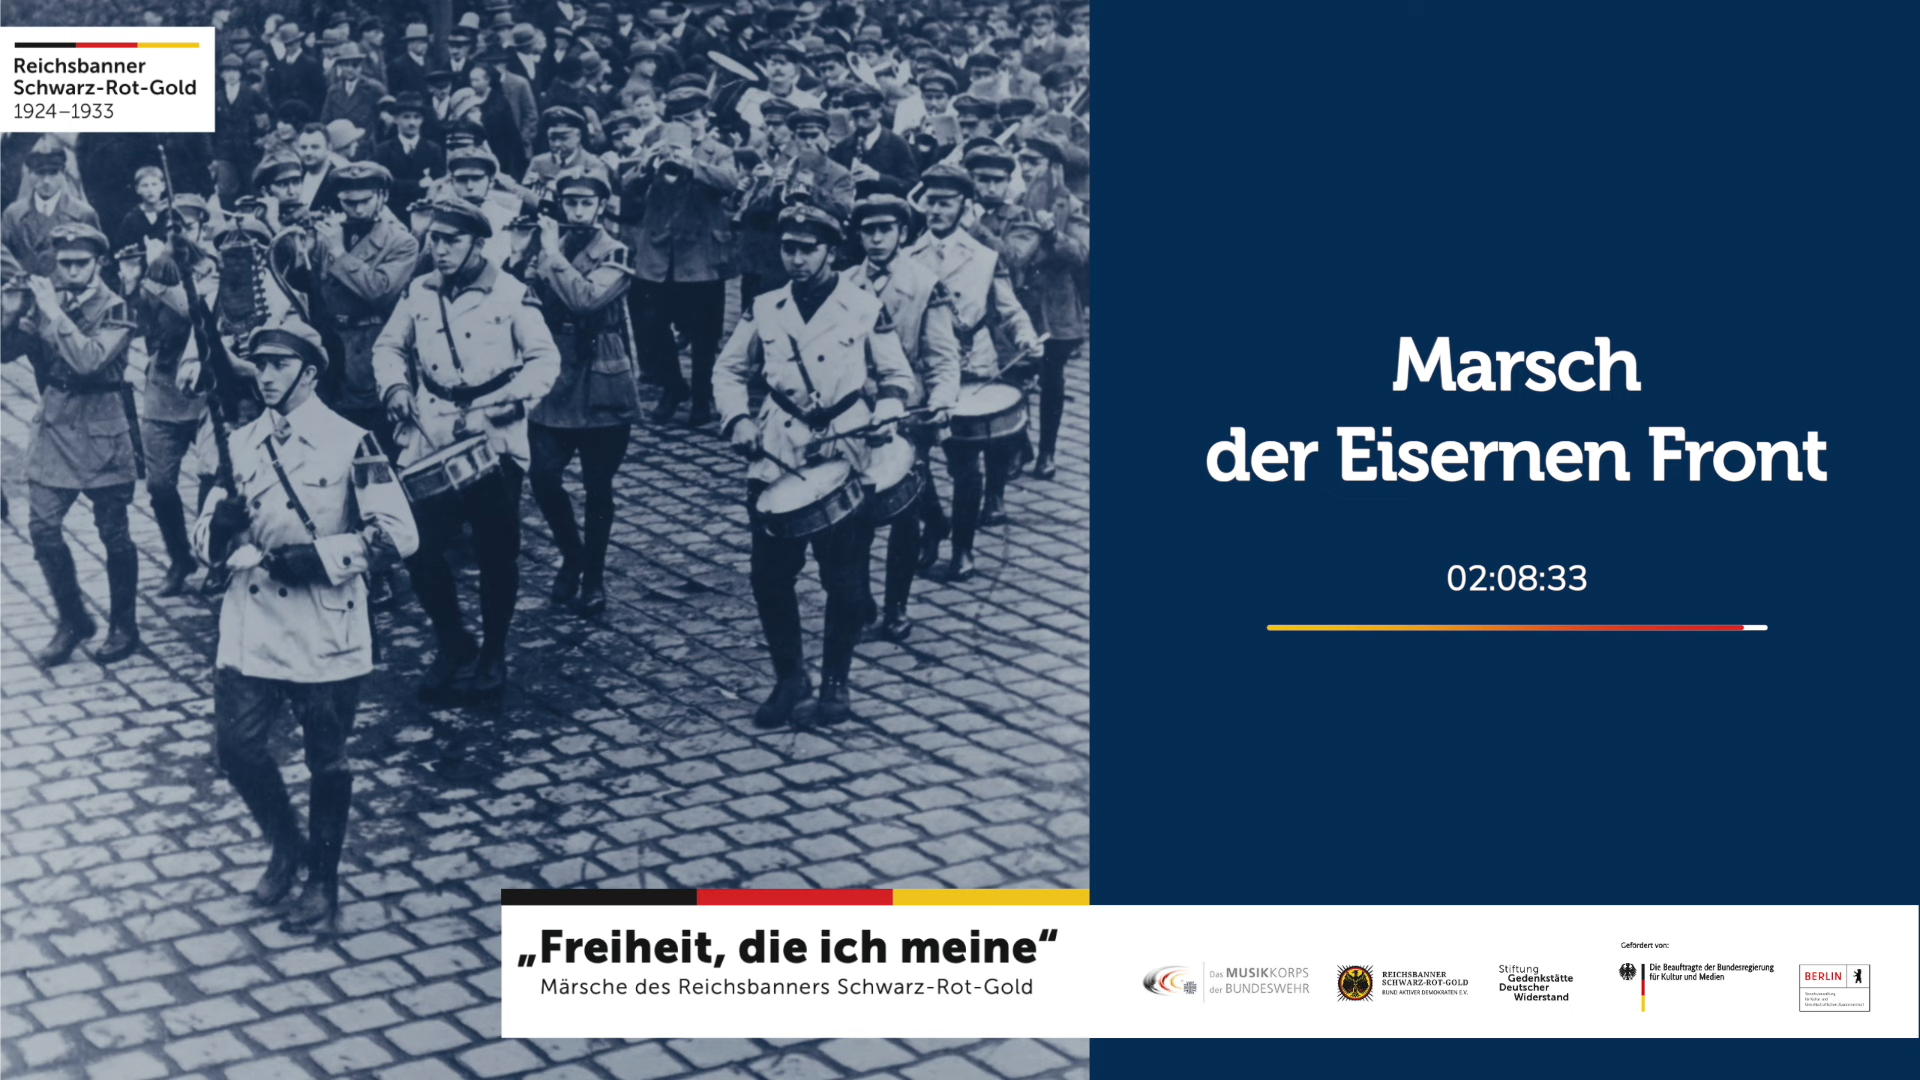 Reichsbanner
Schwarz-Rot-Gold
1924–1933
Marsch
der Eisernen Front
02:08:33
„Freiheit, die ich meine“
Märsche des Reichsbanners Schwarz-Rot-Gold
Das MUSIKKORPS
der BUNDESWEHR
REICHSBANNER
SCHWARZ-ROT-GOLD
BUND AKTIVER DEMOKRATEN E.V.
Stiftung
Gedenkstätte
Deutscher
Widerstand
Gefördert von:
Die Beauftragte der Bundesregierung
für Kultur und Medien
BERLIN